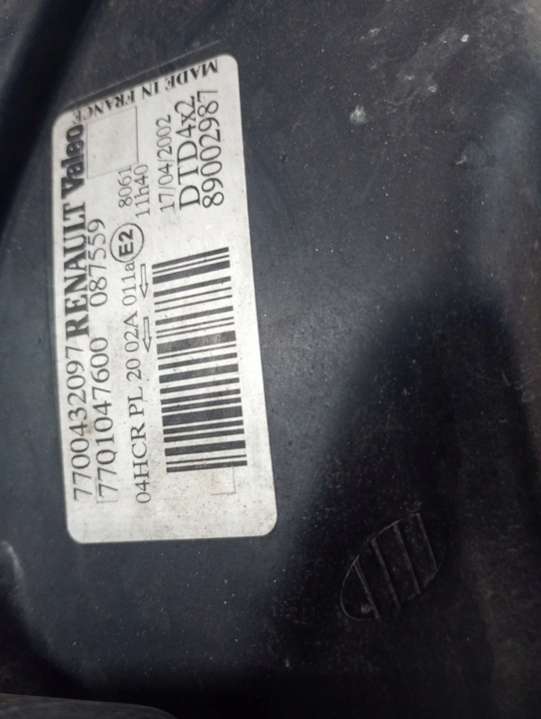 7700432097 RENAULT Valeo
7701047600 087559
04HCR PL 20 02A 011a E2 8061
11h40
17/04/2002
DTD4x2
89002987
MADE IN FRANCE